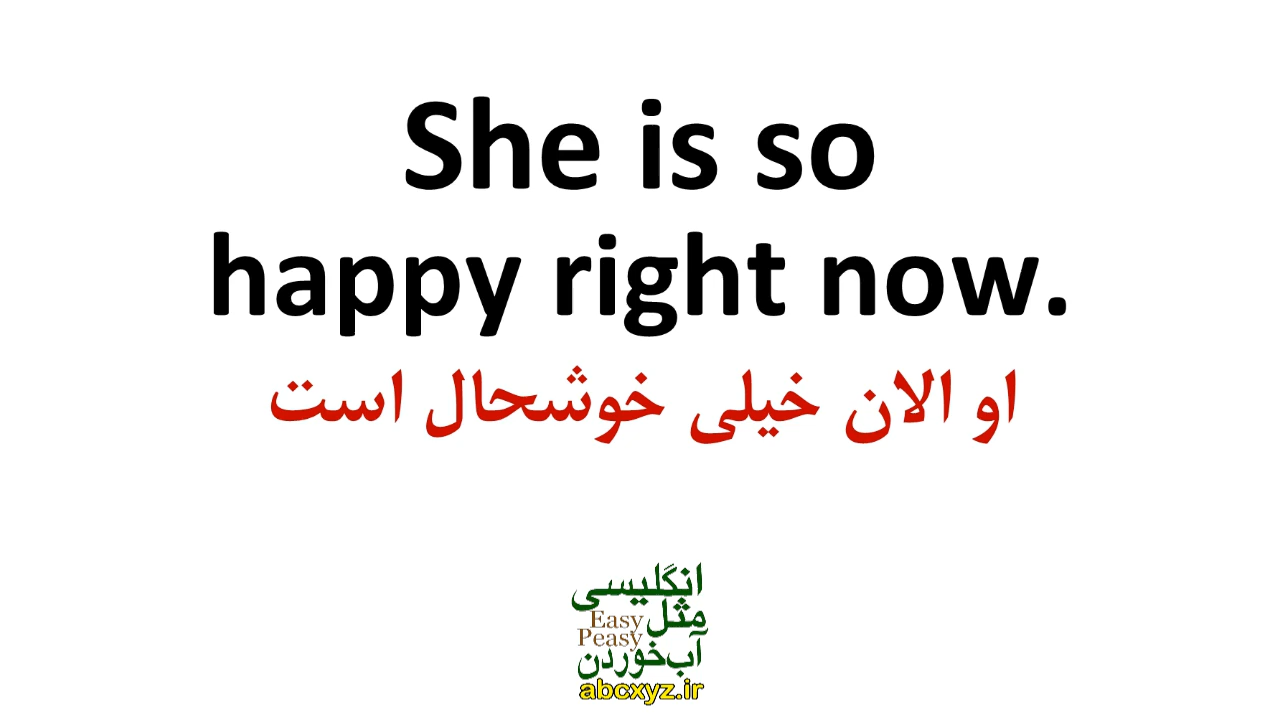 She is so
happy right now.
او الان خیلی خوشحال است
انگلیسی
مثل
Easy
Peasy
آب‌خوردن
abcxyz.ir